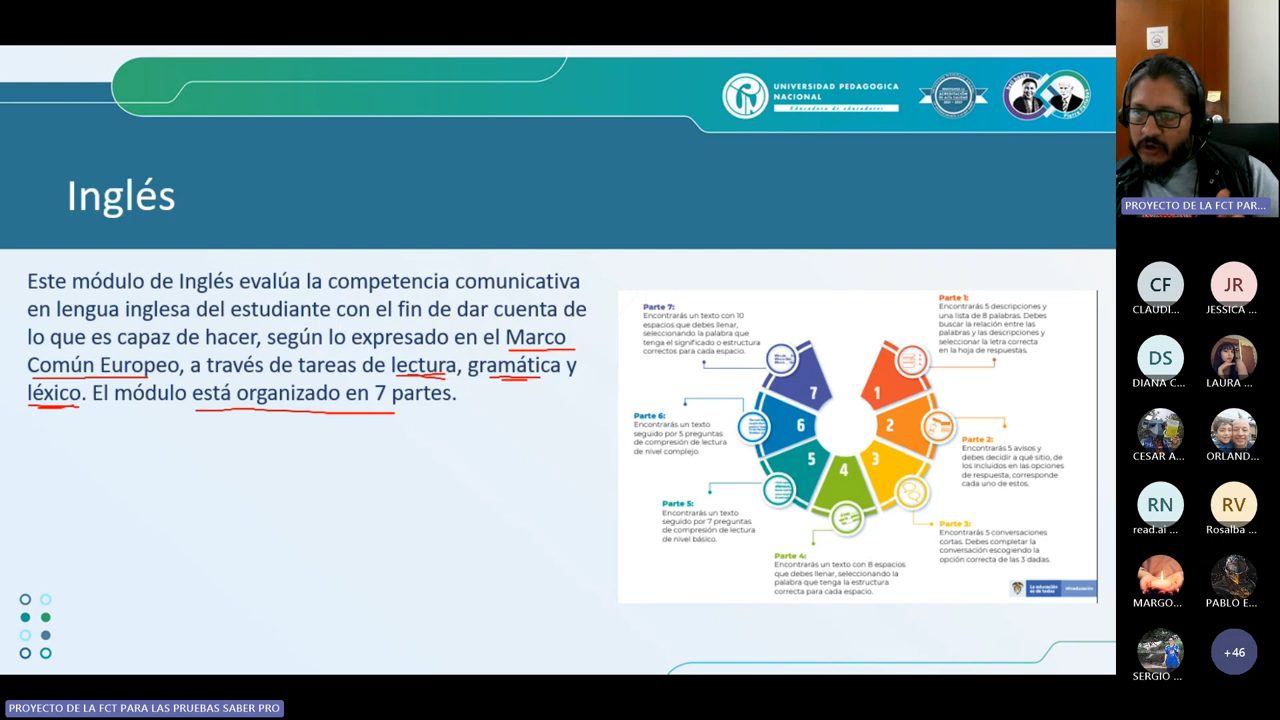 UNIVERSIDAD PEDAGOGICA
NACIONAL
Educadora de educadores
Inglés
Este módulo de Inglés evalúa la competencia comunicativa
en lengua inglesa del estudiante con el fin de dar cuenta de
lo que es capaz de hacer, según lo expresado en el Marco
Común Europeo, a través de tareas de lectura, gramática y
léxico. El módulo está organizado en 7 partes.
Parte 7:
Encontrarás un texto con 10
espacios que debes llenar,
seleccionando la palabra que
tenga el significado o estructura
correctos para cada espacio.
Parte 1:
Encontrarás 5 descripciones y
una lista de 8 palabras. Debes
buscar la relación entre las
palabras y las descripciones y
seleccionar la letra correcta
en la hoja de respuestas.
7
1
6
2
5
3
4
Parte 6:
Encontrarás un texto
seguido por 5 preguntas
de compresión de lectura
de nivel complejo.
Parte 2:
Encontrarás 5 avisos y
debes decidir a qué sitio, de
los incluidos en las opciones
de respuesta, corresponde
cada uno de estos.
Parte 5:
Encontrarás un texto
seguido por 7 preguntas
de compresión de lectura
de nivel básico.
Parte 3:
Encontrarás 5 conversaciones
cortas. Debes completar la
conversación escogiendo la
opción correcta de las 3 dadas.
Parte 4:
Encontrarás un texto con 8 espacios
que debes llenar, seleccionando la
palabra que tenga la estructura
correcta para cada espacio.
La educación
es de todos
Mineducación
PROYECTO DE LA FCT PAR...
CF
JR
CLAUDI...
JESSICA ...
DS
DIANA C...
LAURA ...
CESAR A...
ORLAND...
RN
RV
read.ai ...
Rosalba ...
MARGO...
PABLO E...
+46
SERGIO ...
PROYECTO DE LA FCT PARA LAS PRUEBAS SABER PRO